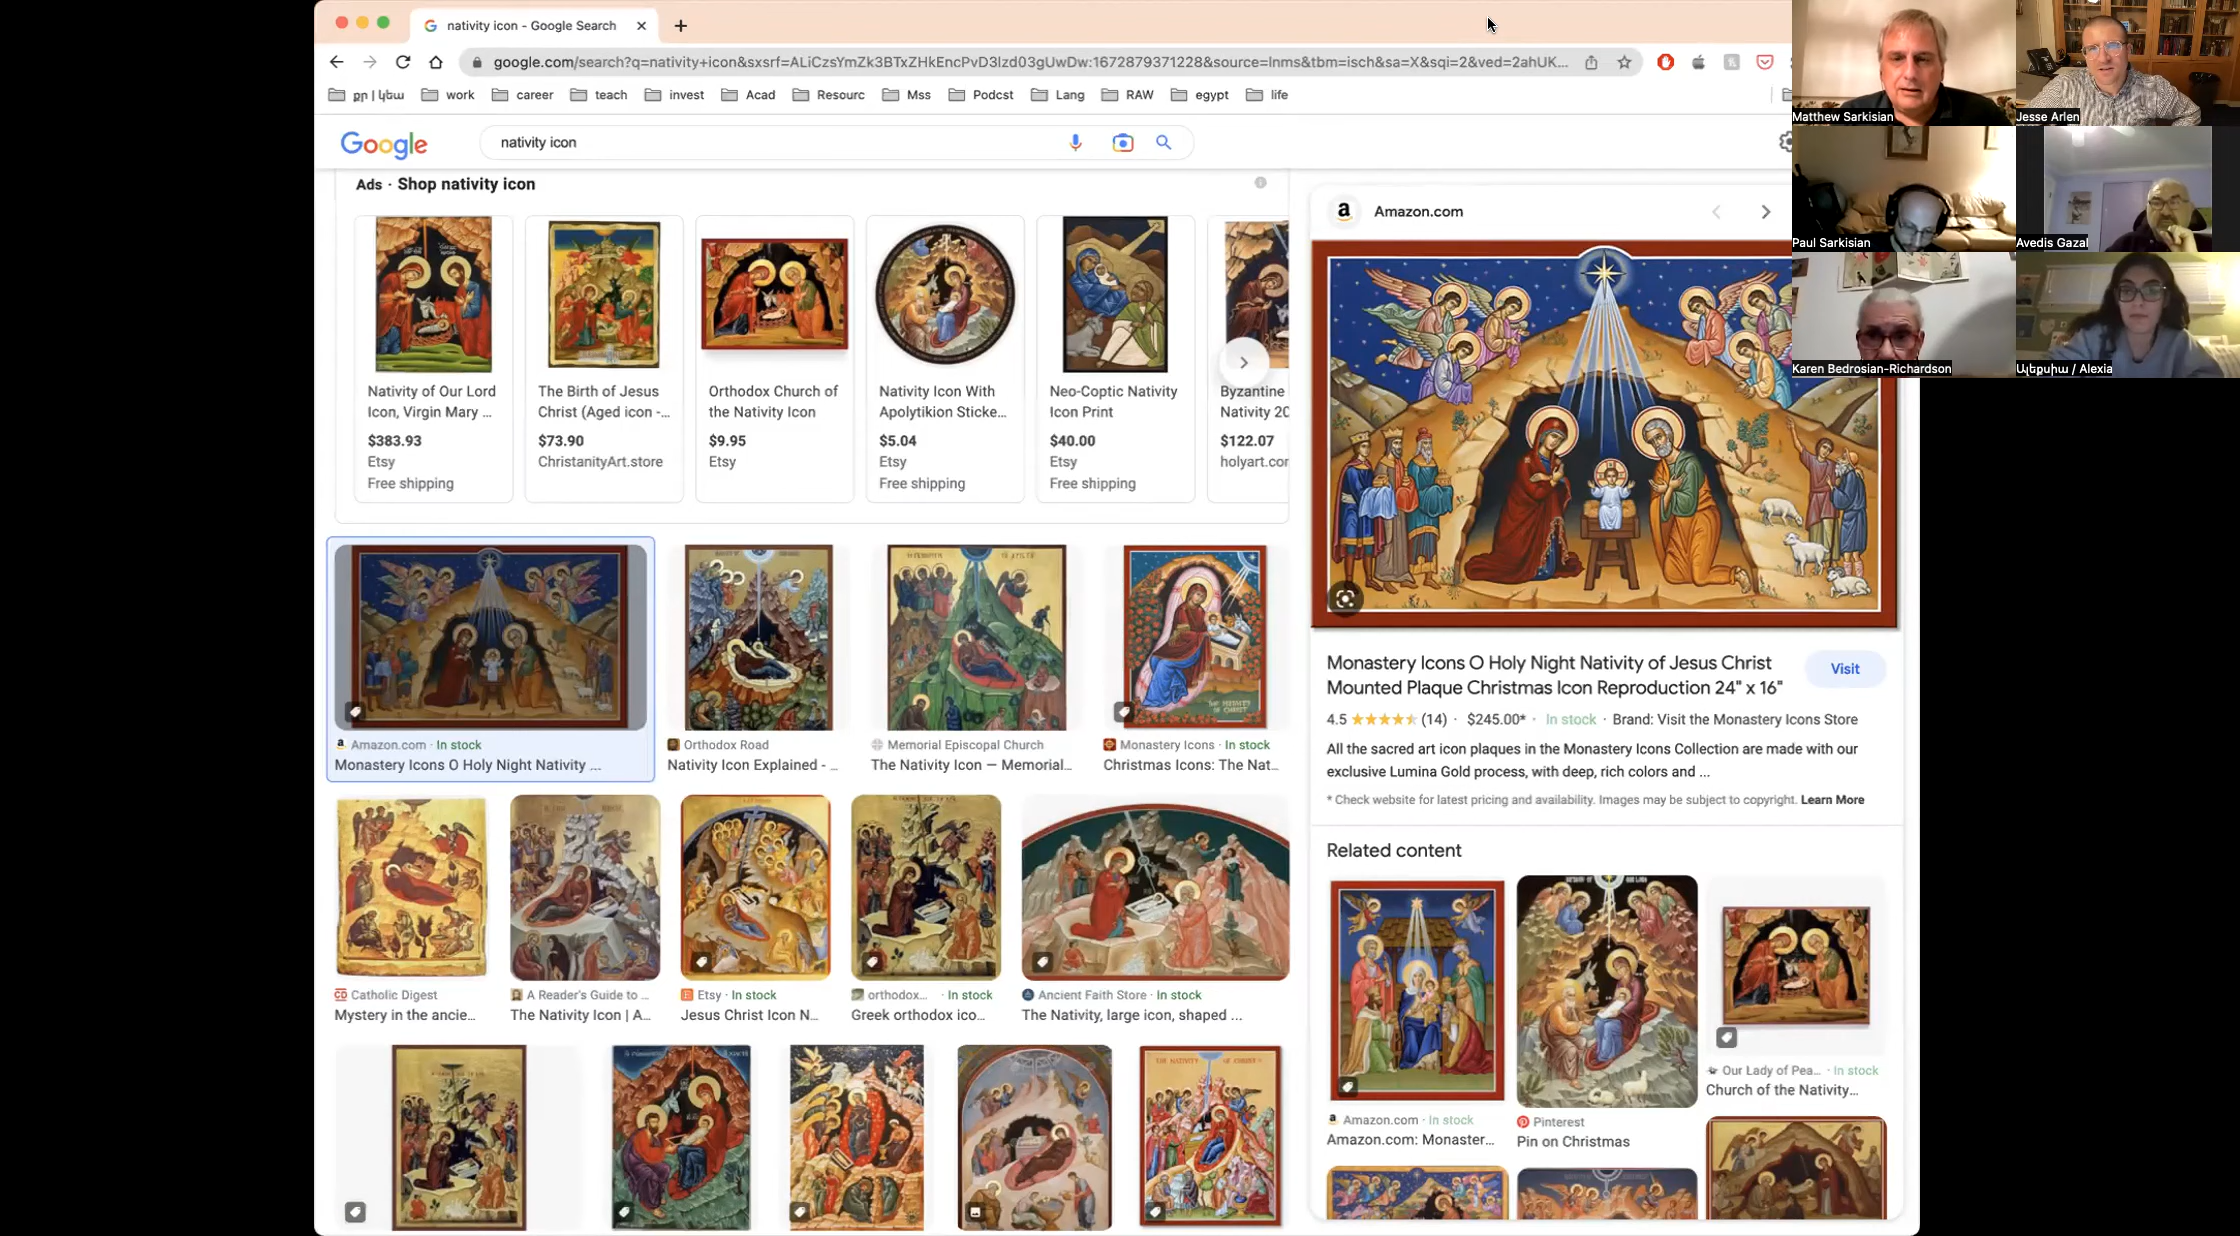 nativity icon - Google Search
google.com/search?q=nativity+icon&sxsrf=ALiCzsYmZk3BTxZHkEncPvD3lzd03gUwDw:1672879371228&source=lnms&tbm=isch&sa=X&sqi=2&ved=2ahUK...
քր | կես work career teach invest Acad Resourc Mss Podcst Lang RAW egypt life
Google
nativity icon
Ads · Shop nativity icon
Nativity of Our Lord
Icon, Virgin Mary ...
$383.93
Etsy
Free shipping
The Birth of Jesus
Christ (Aged icon -...
$73.90
ChristianityArt.store
Orthodox Church of
the Nativity Icon
$9.95
Etsy
Nativity Icon With
Apolytikion Sticke...
$5.04
Etsy
Free shipping
Neo-Coptic Nativity
Icon Print
$40.00
Etsy
Free shipping
Byzantine
Nativity 20
$122.07
holyart.cor
Amazon.com · In stock
Monastery Icons O Holy Night Nativity ...
Orthodox Road
Nativity Icon Explained - ...
Memorial Episcopal Church
The Nativity Icon — Memorial...
Monastery Icons · In stock
Christmas Icons: The Nat...
Catholic Digest
Mystery in the ancie...
A Reader's Guide to ...
The Nativity Icon | A...
Etsy · In stock
Jesus Christ Icon N...
orthodox... · In stock
Greek orthodox ico...
Ancient Faith Store · In stock
The Nativity, large icon, shaped ...
THE NATIVITY OF CHRIST
Amazon.com
Monastery Icons O Holy Night Nativity of Jesus Christ
Mounted Plaque Christmas Icon Reproduction 24" x 16"
Visit
4.5 (14) · $245.00* · In stock · Brand: Visit the Monastery Icons Store
All the sacred art icon plaques in the Monastery Icons Collection are made with our
exclusive Lumina Gold process, with deep, rich colors and ...
* Check website for latest pricing and availability. Images may be subject to copyright. Learn More
Related content
Amazon.com · In stock
Amazon.com: Monaster...
Pinterest
Pin on Christmas
Our Lady of Pea... · In stock
Church of the Nativity...
Matthew Sarkisian
Jesse Arlen
Paul Sarkisian
Avedis Gazal
Karen Bedrosian-Richardson
Ալեքսիա / Alexia